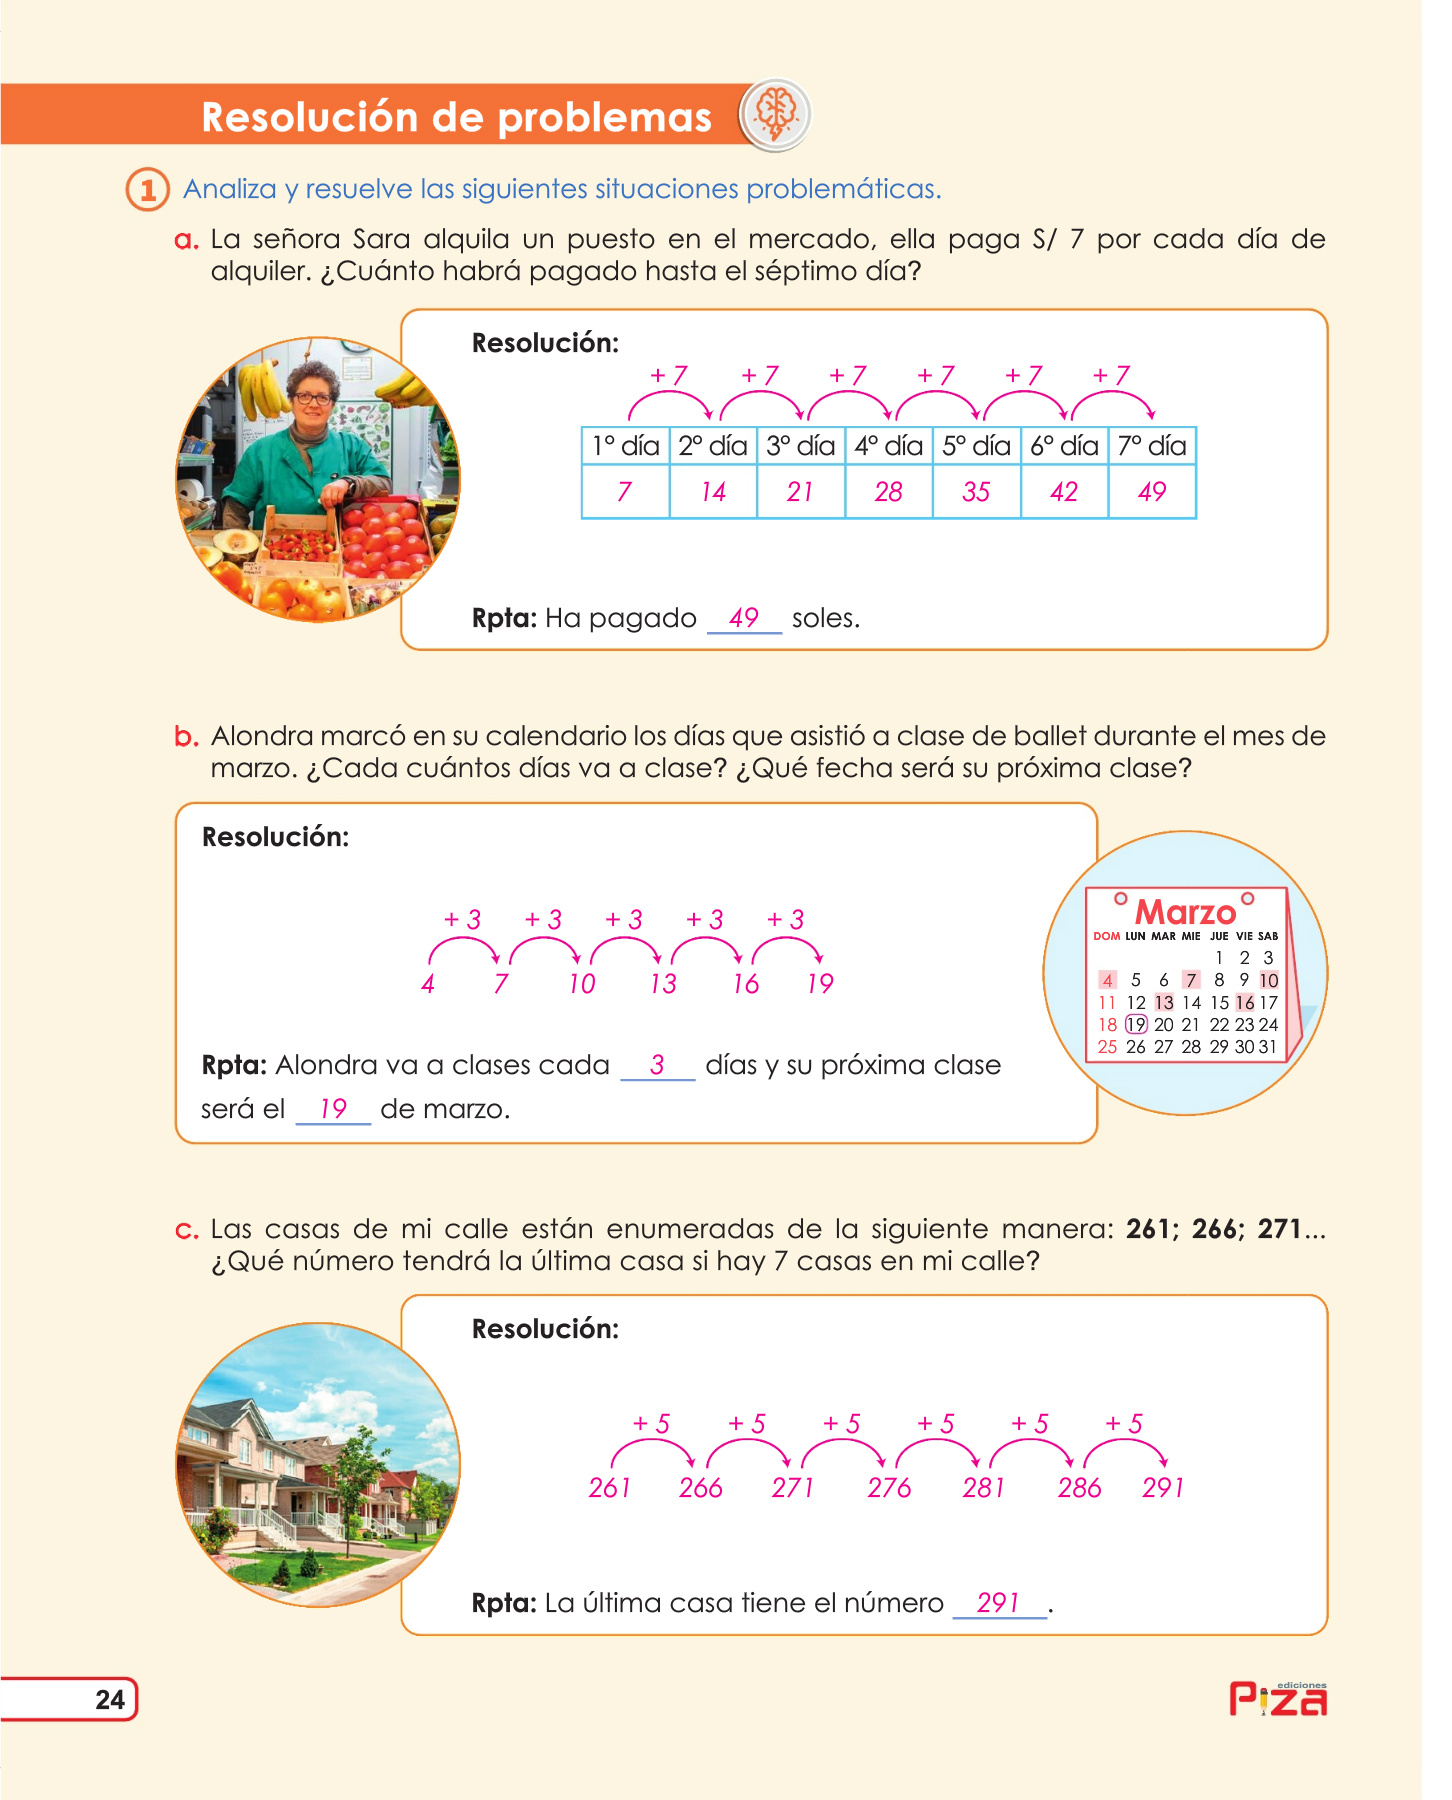 Resolución de problemas
1 Analiza y resuelve las siguientes situaciones problemáticas.
a. La señora Sara alquila un puesto en el mercado, ella paga S/ 7 por cada día de
alquiler. ¿Cuánto habrá pagado hasta el séptimo día?
Resolución:
+ 7 + 7 + 7 + 7 + 7 + 7
1° día 2° día 3° día 4° día 5° día 6° día 7° día
7 14 21 28 35 42 49
Rpta: Ha pagado 49 soles.
b. Alondra marcó en su calendario los días que asistió a clase de ballet durante el mes de
marzo. ¿Cada cuántos días va a clase? ¿Qué fecha será su próxima clase?
Resolución:
+ 3 + 3 + 3 + 3 + 3
4 7 10 13 16 19
Rpta: Alondra va a clases cada 3 días y su próxima clase
será el 19 de marzo.
Marzo
DOM LUN MAR MIE JUE VIE SAB
1 2 3
4 5 6 7 8 9 10
11 12 13 14 15 16 17
18 19 20 21 22 23 24
25 26 27 28 29 30 31
c. Las casas de mi calle están enumeradas de la siguiente manera: 261; 266; 271...
¿Qué número tendrá la última casa si hay 7 casas en mi calle?
Resolución:
+ 5 + 5 + 5 + 5 + 5 + 5
261 266 271 276 281 286 291
Rpta: La última casa tiene el número 291.
24
ediciones
Piza